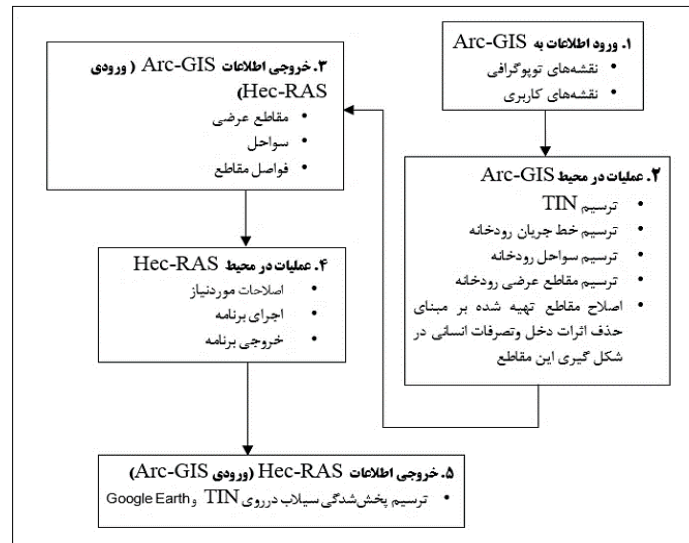 ۱. ورود اطلاعات به Arc-GIS
• نقشه‌های توپوگرافی
• نقشه‌های کاربری
۲. عملیات در محیط Arc-GIS
• ترسیم TIN
• ترسیم خط جریان رودخانه
• ترسیم سواحل رودخانه
• ترسیم مقاطع عرضی رودخانه
• اصلاح مقاطع تهیه شده بر مبنای
حذف اثرات دخل وتصرفات انسانی در
شکل گیری این مقاطع
۳. خروجی اطلاعات Arc-GIS ( ورودی
Hec-RAS)
• مقاطع عرضی
• سواحل
• فواصل مقاطع
۴. عملیات در محیط Hec-RAS
• اصلاحات موردنیاز
• اجرای برنامه
• خروجی برنامه
۵. خروجی اطلاعات Hec-RAS (ورودی Arc-GIS)
• ترسیم پخش‌شدگی سیلاب درروی TIN و Google Earth